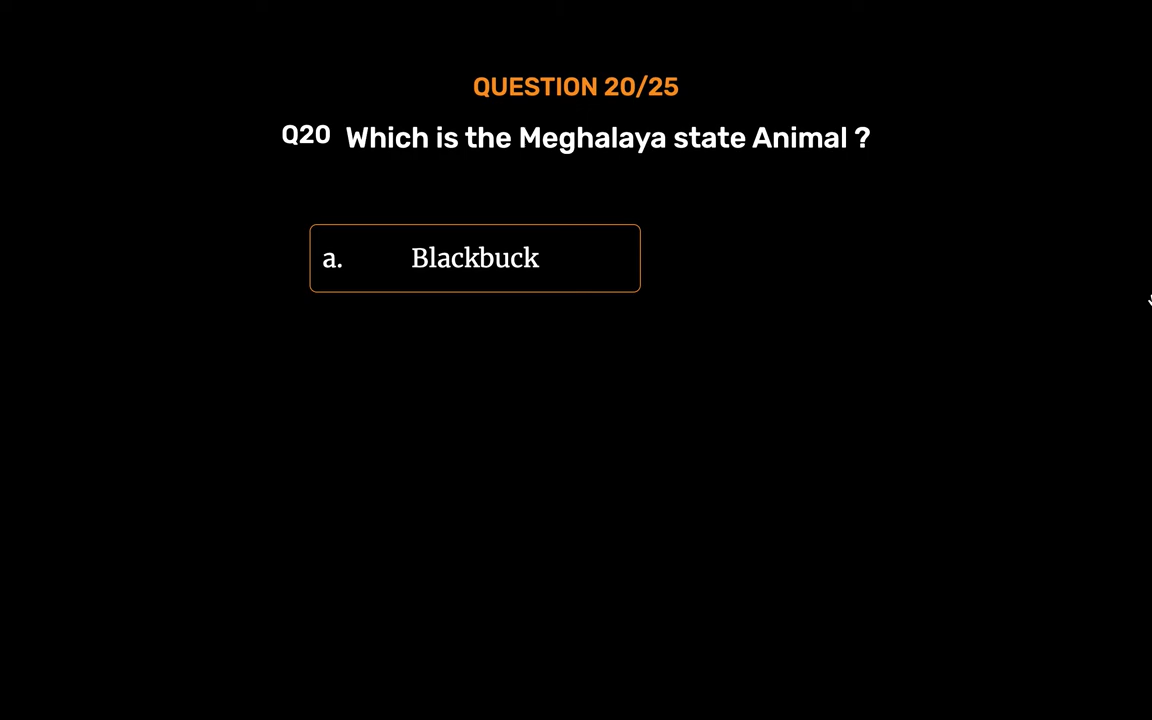 QUESTION 20/25
Q20 Which is the Meghalaya state Animal ?
a. Blackbuck